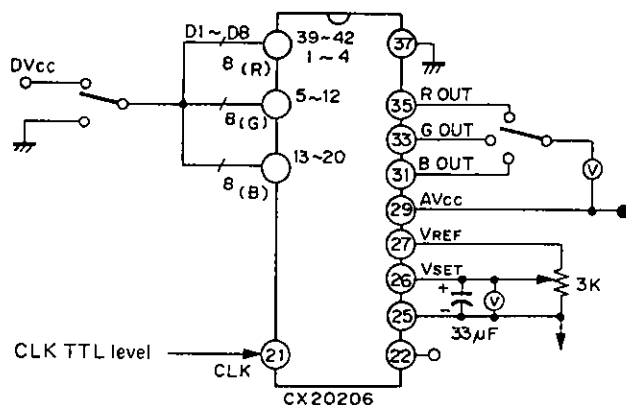 D1~D8
39~42
1~4
37
8 (R)
DVcc
5~12
35
R OUT
8(G)
33
G OUT
13~20
31
B OUT
V
8(B)
29
AVcc
27
VREF
26
VSET
+
-
V
3K
25
33μF
CLK TTL level
21
CLK
22
CX20206